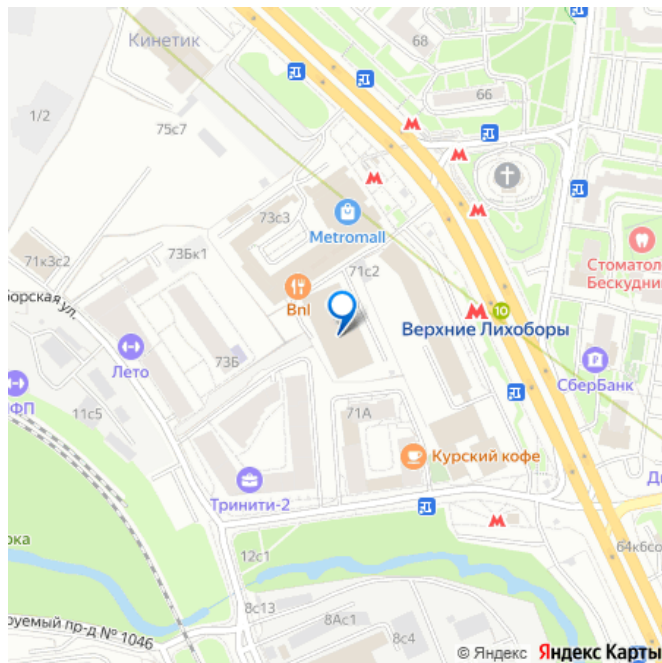 Кинетик
68
66
1/2
75с7
73с3
Metromall
71к3с2
73Бк1
71с2
Стоматол
Бескудни
орская ул.
Bnl
10
Верхние Лихоборы
Лето
73Б
СберБанк
ФП
11с5
71А
Курский кофе
Тринити-2
Ди
64к6со
ока
12с1
8с13
8Ас1
руемый пр-д № 1046
8с4
© Яндекс Яндекс Карты